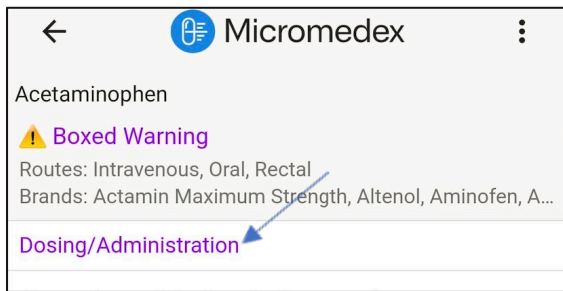 Micromedex
Acetaminophen
Boxed Warning
Routes: Intravenous, Oral, Rectal
Brands: Actamin Maximum Strength, Altenol, Aminofen, A...
Dosing/Administration